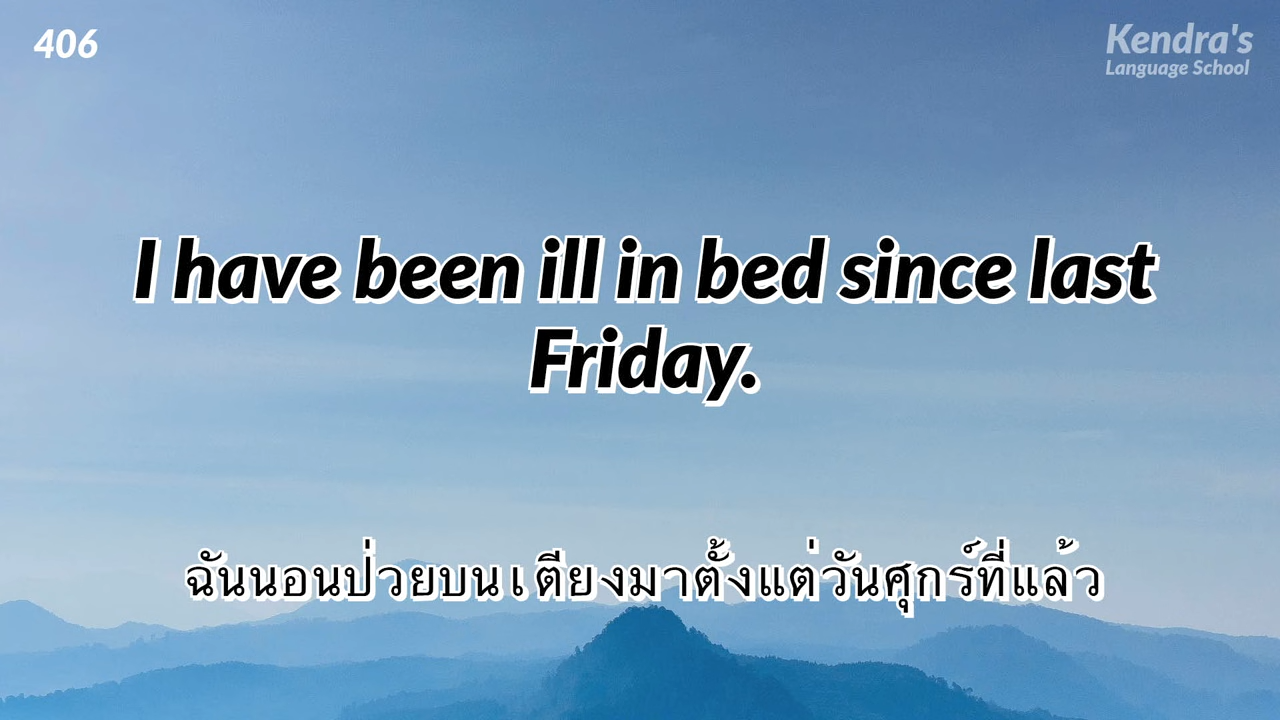 406
Kendra's
Language School
I have been ill in bed since last
Friday.
ฉันนอนป่วยบนเตียงมาตั้งแต่วันศุกร์ที่แล้ว